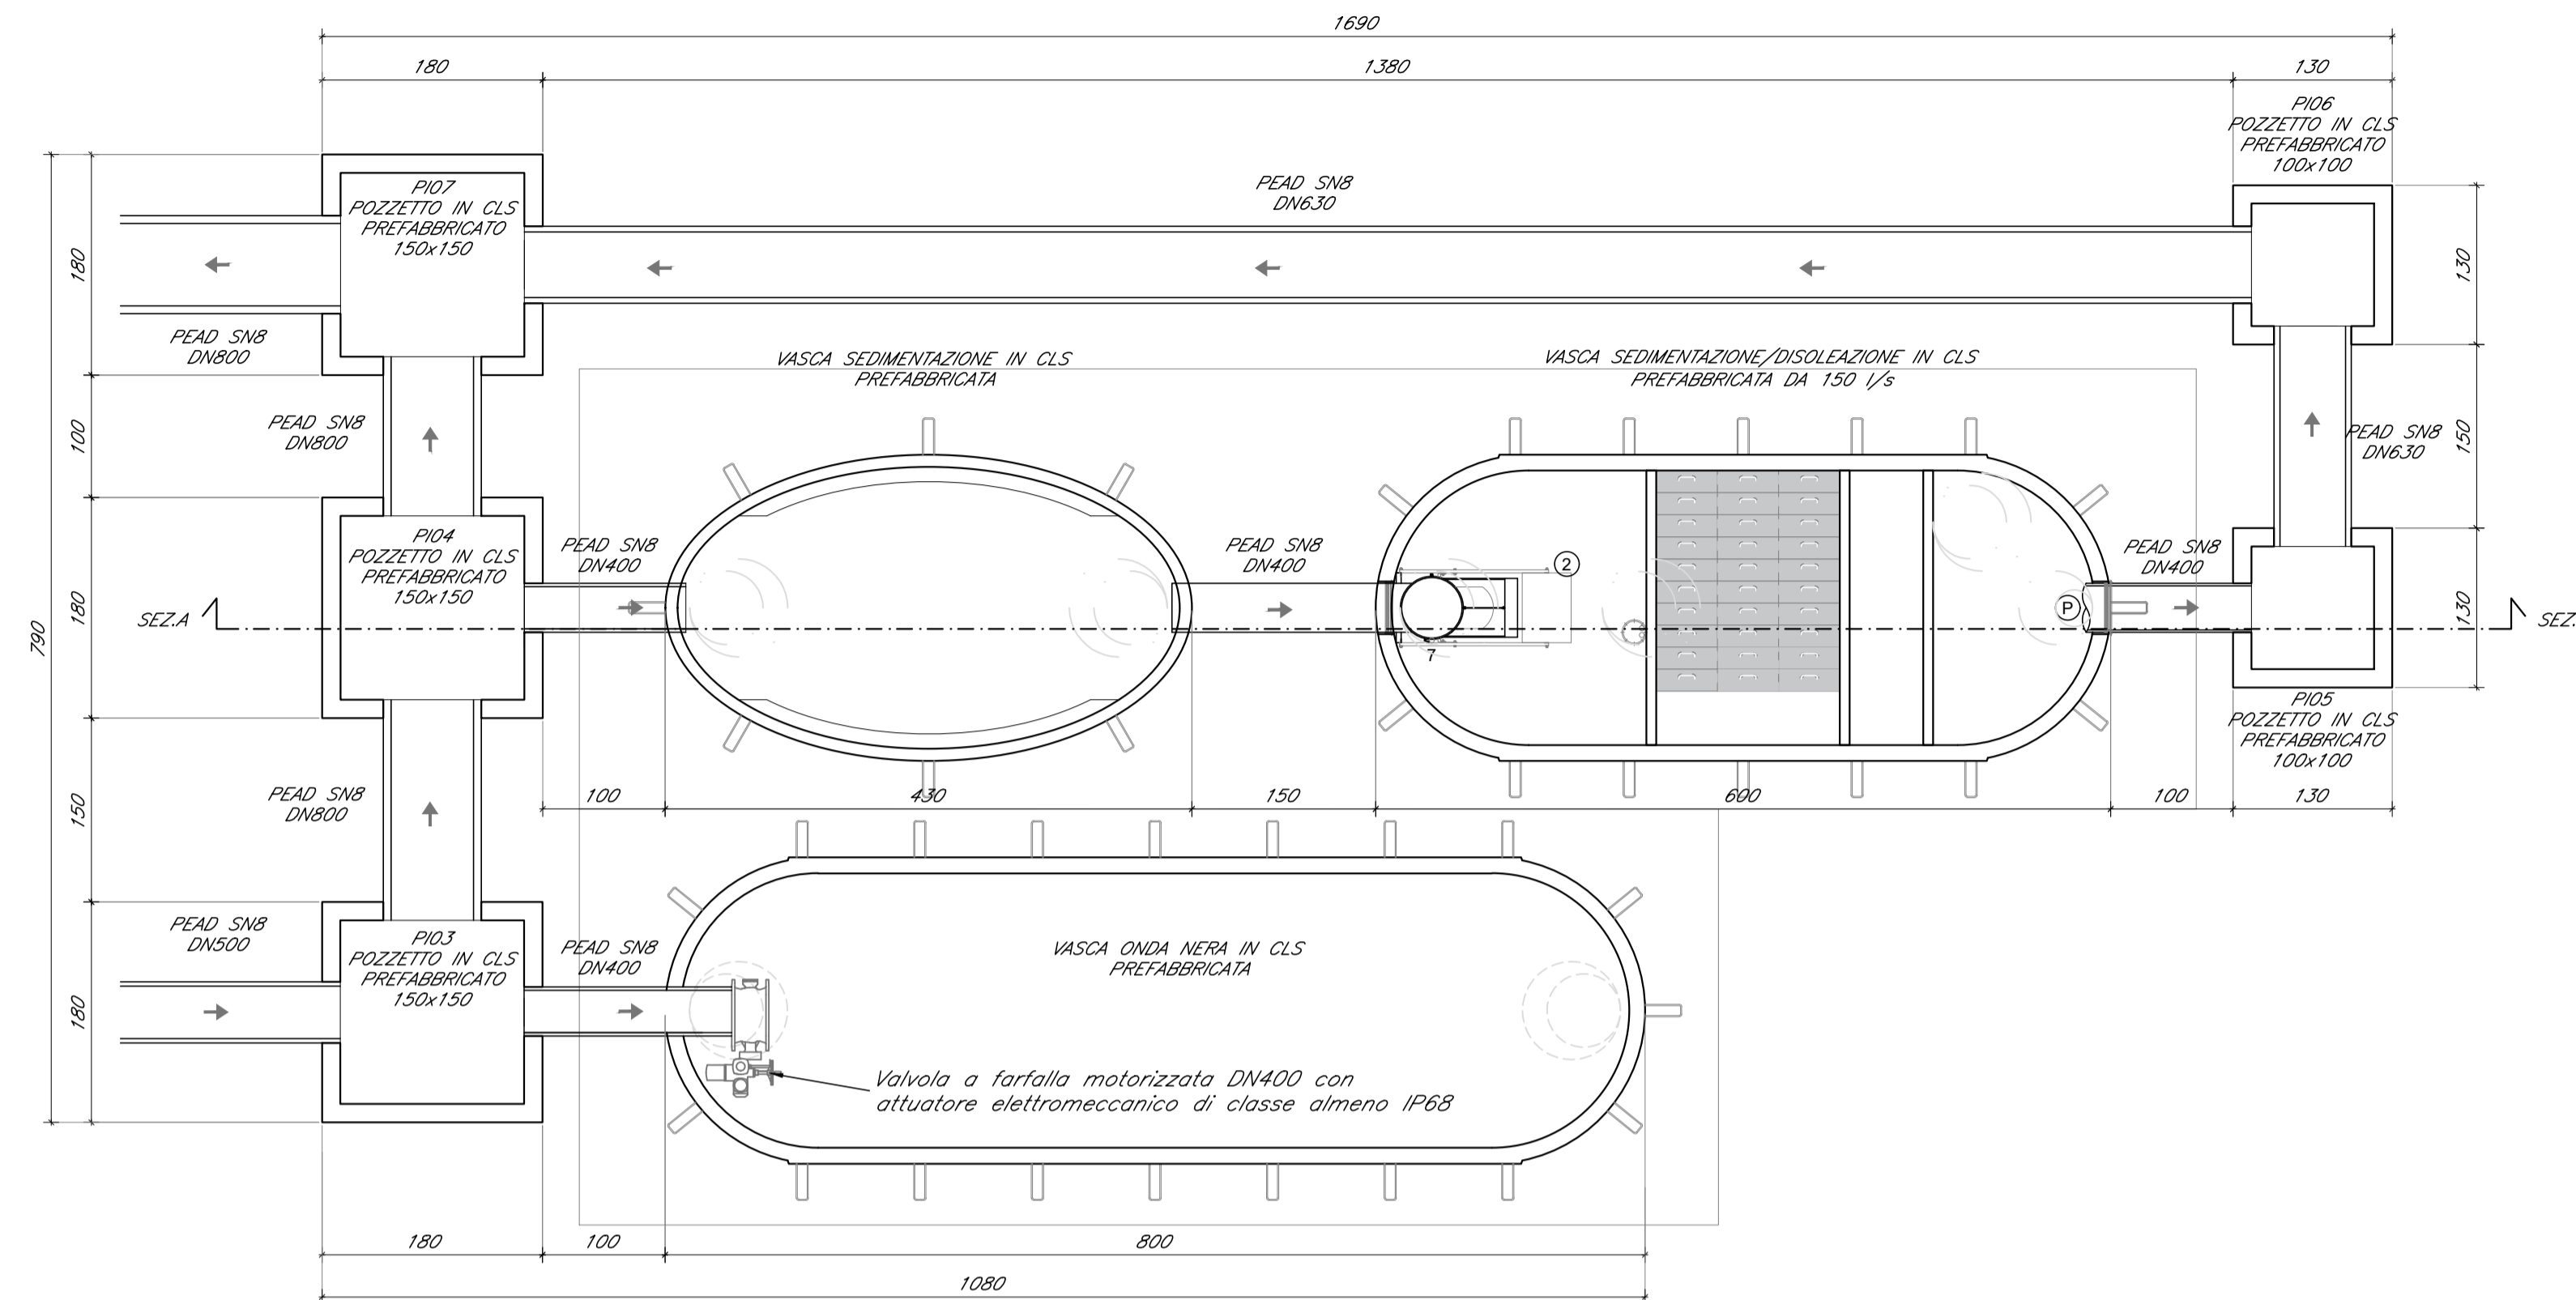 1690
180
1380
130
PI06
POZZETTO IN CLS
PREFABBRICATO
100x100
PI07
POZZETTO IN CLS
PREFABBRICATO
150x150
PEAD SN8
DN630
180
130
PEAD SN8
DN800
VASCA SEDIMENTAZIONE IN CLS
PREFABBRICATA
VASCA SEDIMENTAZIONE/DISOLEAZIONE IN CLS
PREFABBRICATA DA 150 l/s
100
PEAD SN8
DN800
PEAD SN8
DN630
150
PI04
POZZETTO IN CLS
PREFABBRICATO
150x150
PEAD SN8
DN400
PEAD SN8
DN400
2
PEAD SN8
DN400
790
180
SEZ.A
7
P
130
SEZ.
PI05
POZZETTO IN CLS
PREFABBRICATO
100x100
150
PEAD SN8
DN800
100
430
150
600
100
130
PEAD SN8
DN500
PI03
POZZETTO IN CLS
PREFABBRICATO
150x150
PEAD SN8
DN400
VASCA ONDA NERA IN CLS
PREFABBRICATA
180
Valvola a farfalla motorizzata DN400 con
attuatore elettromeccanico di classe almeno IP68
180
100
800
1080